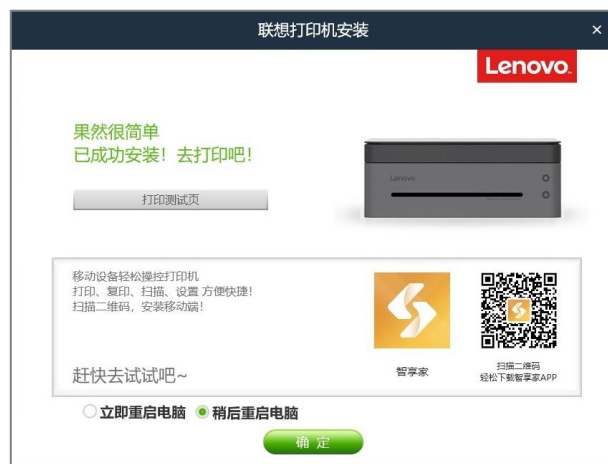 联想打印机安装
×
Lenovo
果然很简单
已成功安装！去打印吧！
打印测试页
Lenovo
移动设备轻松操控打印机
打印、复印、扫描、设置 方便快捷！
扫描二维码，安装移动端！
赶快去试试吧~
智享家
扫描二维码
轻松下载智享家APP
立即重启电脑 稍后重启电脑
确 定